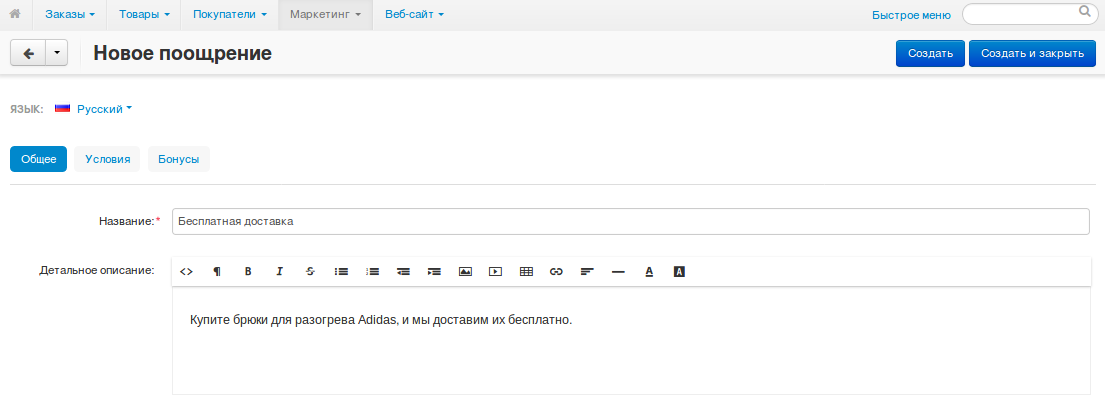 Заказы Товары Покупатели Маркетинг Веб-сайт Быстрое меню
Новое поощрение Создать Создать и закрыть
ЯЗЫК: Русский
Общее Условия Бонусы
Название:* Бесплатная доставка
Детальное описание: <> ¶ B I S A A
Купите брюки для разогрева Adidas, и мы доставим их бесплатно.